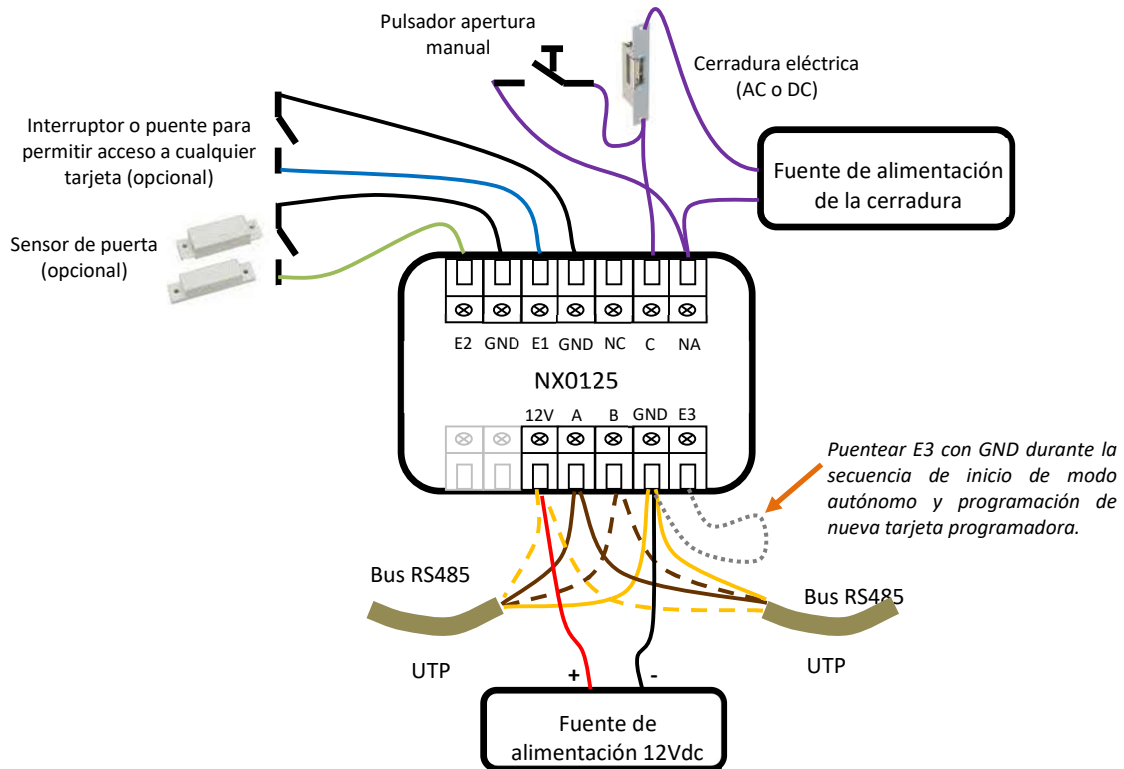 Pulsador apertura
manual
Cerradura eléctrica
(AC o DC)
Interruptor o puente para
permitir acceso a cualquier
tarjeta (opcional)
Fuente de alimentación
de la cerradura
Sensor de puerta
(opcional)
E2 GND E1 GND NC C NA
NX0125
12V A B GND E3
Puentear E3 con GND durante la
secuencia de inicio de modo
autónomo y programación de
nueva tarjeta programadora.
Bus RS485
Bus RS485
UTP
UTP
+ -
Fuente de
alimentación 12Vdc